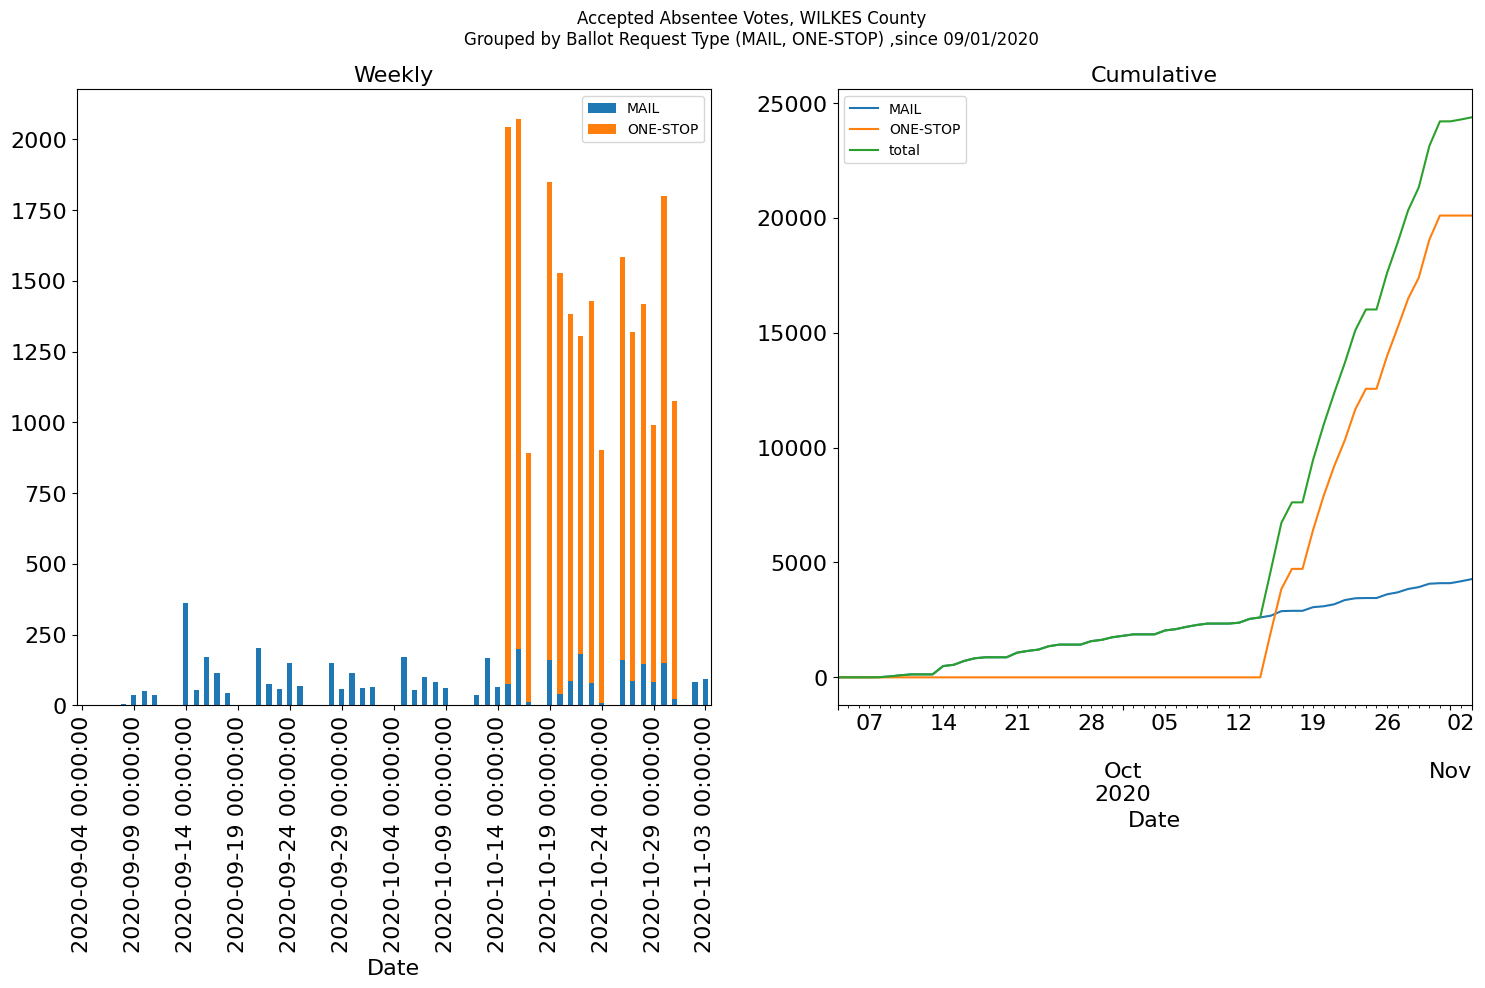 Accepted Absentee Votes, WILKES County
Grouped by Ballot Request Type (MAIL, ONE-STOP) ,since 09/01/2020
Weekly
MAIL
ONE-STOP
2000
1750
1500
1250
1000
750
500
250
0
2020-09-04 00:00:00
2020-09-09 00:00:00
2020-09-14 00:00:00
2020-09-19 00:00:00
2020-09-24 00:00:00
2020-09-29 00:00:00
2020-10-04 00:00:00
2020-10-09 00:00:00
2020-10-14 00:00:00
2020-10-19 00:00:00
2020-10-24 00:00:00
2020-10-29 00:00:00
2020-11-03 00:00:00
Date
Cumulative
MAIL
ONE-STOP
total
25000
20000
15000
10000
5000
0
07 14 21 28 05 12 19 26 02
Oct Nov
2020
Date